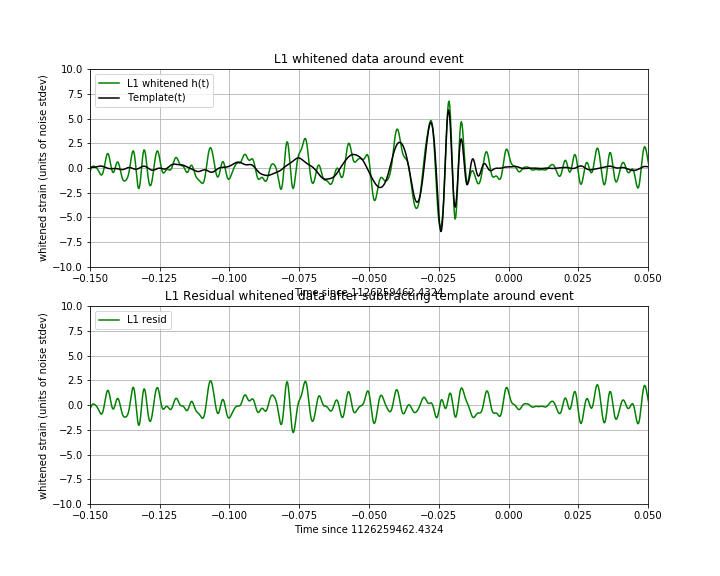 L1 whitened data around event
10.0
7.5
5.0
2.5
0.0
−2.5
−5.0
−7.5
−10.0
whitened strain (units of noise stdev)
L1 whitened h(t)
Template(t)
−0.150 −0.125 −0.100 −0.075 −0.050 −0.025 0.000 0.025 0.050
Time since 1126259462.4324
L1 Residual whitened data after subtracting template around event
10.0
7.5
5.0
2.5
0.0
−2.5
−5.0
−7.5
−10.0
whitened strain (units of noise stdev)
L1 resid
−0.150 −0.125 −0.100 −0.075 −0.050 −0.025 0.000 0.025 0.050
Time since 1126259462.4324